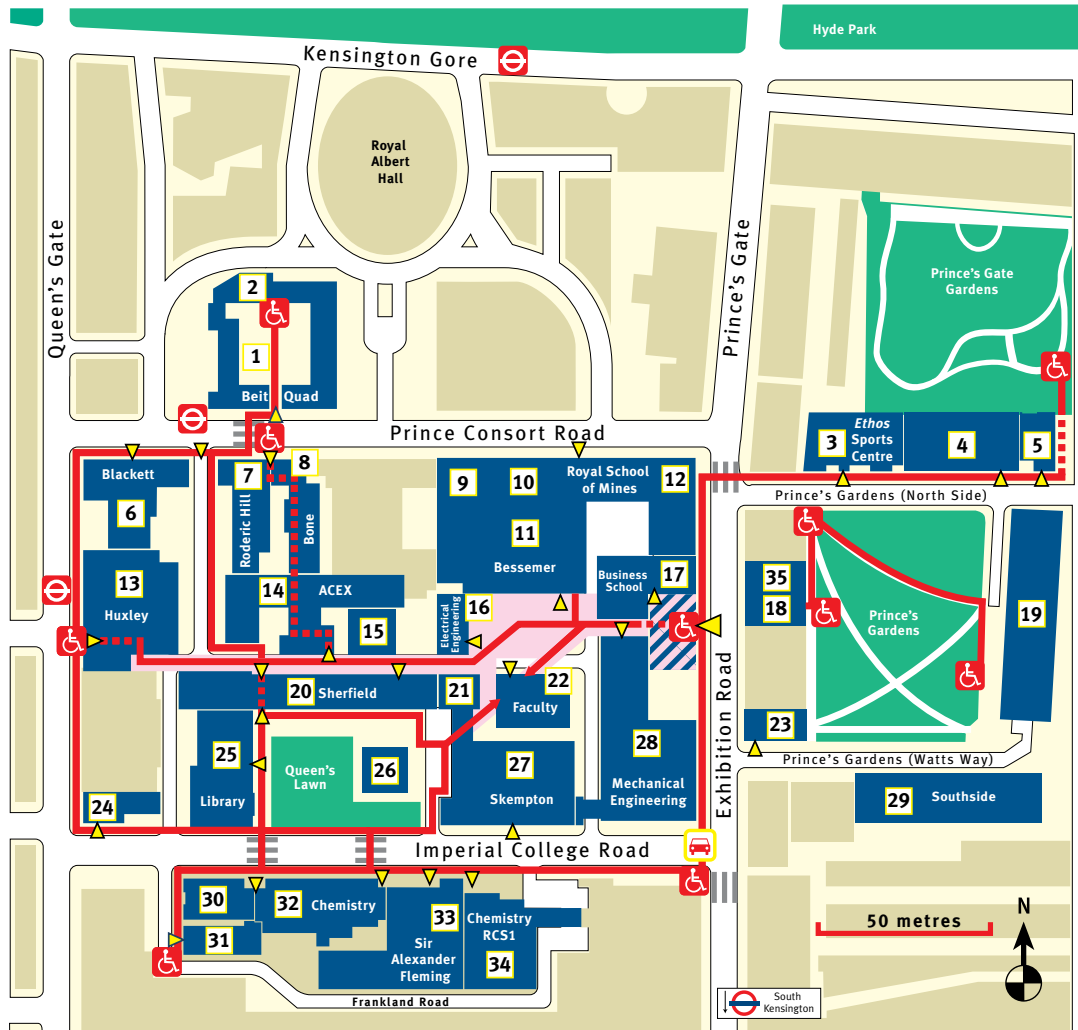 Hyde Park
Kensington Gore
Royal
Albert
Hall
Queen's Gate
Prince's Gate
Prince's Gate
Gardens
2
1
Beit Quad
Prince Consort Road
3
Ethos
Sports
Centre
4
5
Prince's Gardens (North Side)
Blackett
6
7
8
Roderic Hill
Bone
9
10
Royal School
of Mines
12
11
Bessemer
13
Huxley
14
ACEX
15
16
Electrical
Engineering
Business
School
17
35
18
Prince's
Gardens
19
20
Sherfield
21
22
Faculty
23
Exhibition Road
Prince's Gardens (Watts Way)
24
25
Library
Queen's
Lawn
26
27
Skempton
28
Mechanical
Engineering
29
Southside
Imperial College Road
30
31
32
Chemistry
33
Sir
Alexander
Fleming
Chemistry
RCS1
34
Frankland Road
50 metres
N
South
Kensington